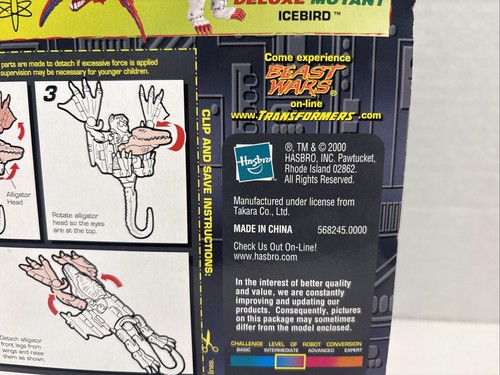 DELUXE MUTANT
ICEBIRD™
parts are made to detach if excessive force is applied
supervision may be necessary for younger children.
3
Alligator
Head
Rotate alligator
head so the eyes
are at the top.
Detach alligator
front legs from
wings and raise
them as shown.
CLIP AND SAVE INSTRUCTIONS:
Come experience
BEAST
WARS
on-line
www.TRANSFORMERS.com
Hasbro
®, TM & © 2000
HASBRO, INC. Pawtucket,
Rhode Island 02862.
All Rights Reserved.
Manufactured under license from
Takara Co., Ltd.
MADE IN CHINA 568245.0000
Check Us Out On-Line!
www.hasbro.com
In the interest of better quality
and value, we are constantly
improving and updating our
products. Consequently, pictures
on this package may sometimes
differ from the model enclosed.
CHALLENGE LEVEL OF ROBOT CONVERSION
BASIC INTERMEDIATE ADVANCED EXPERT